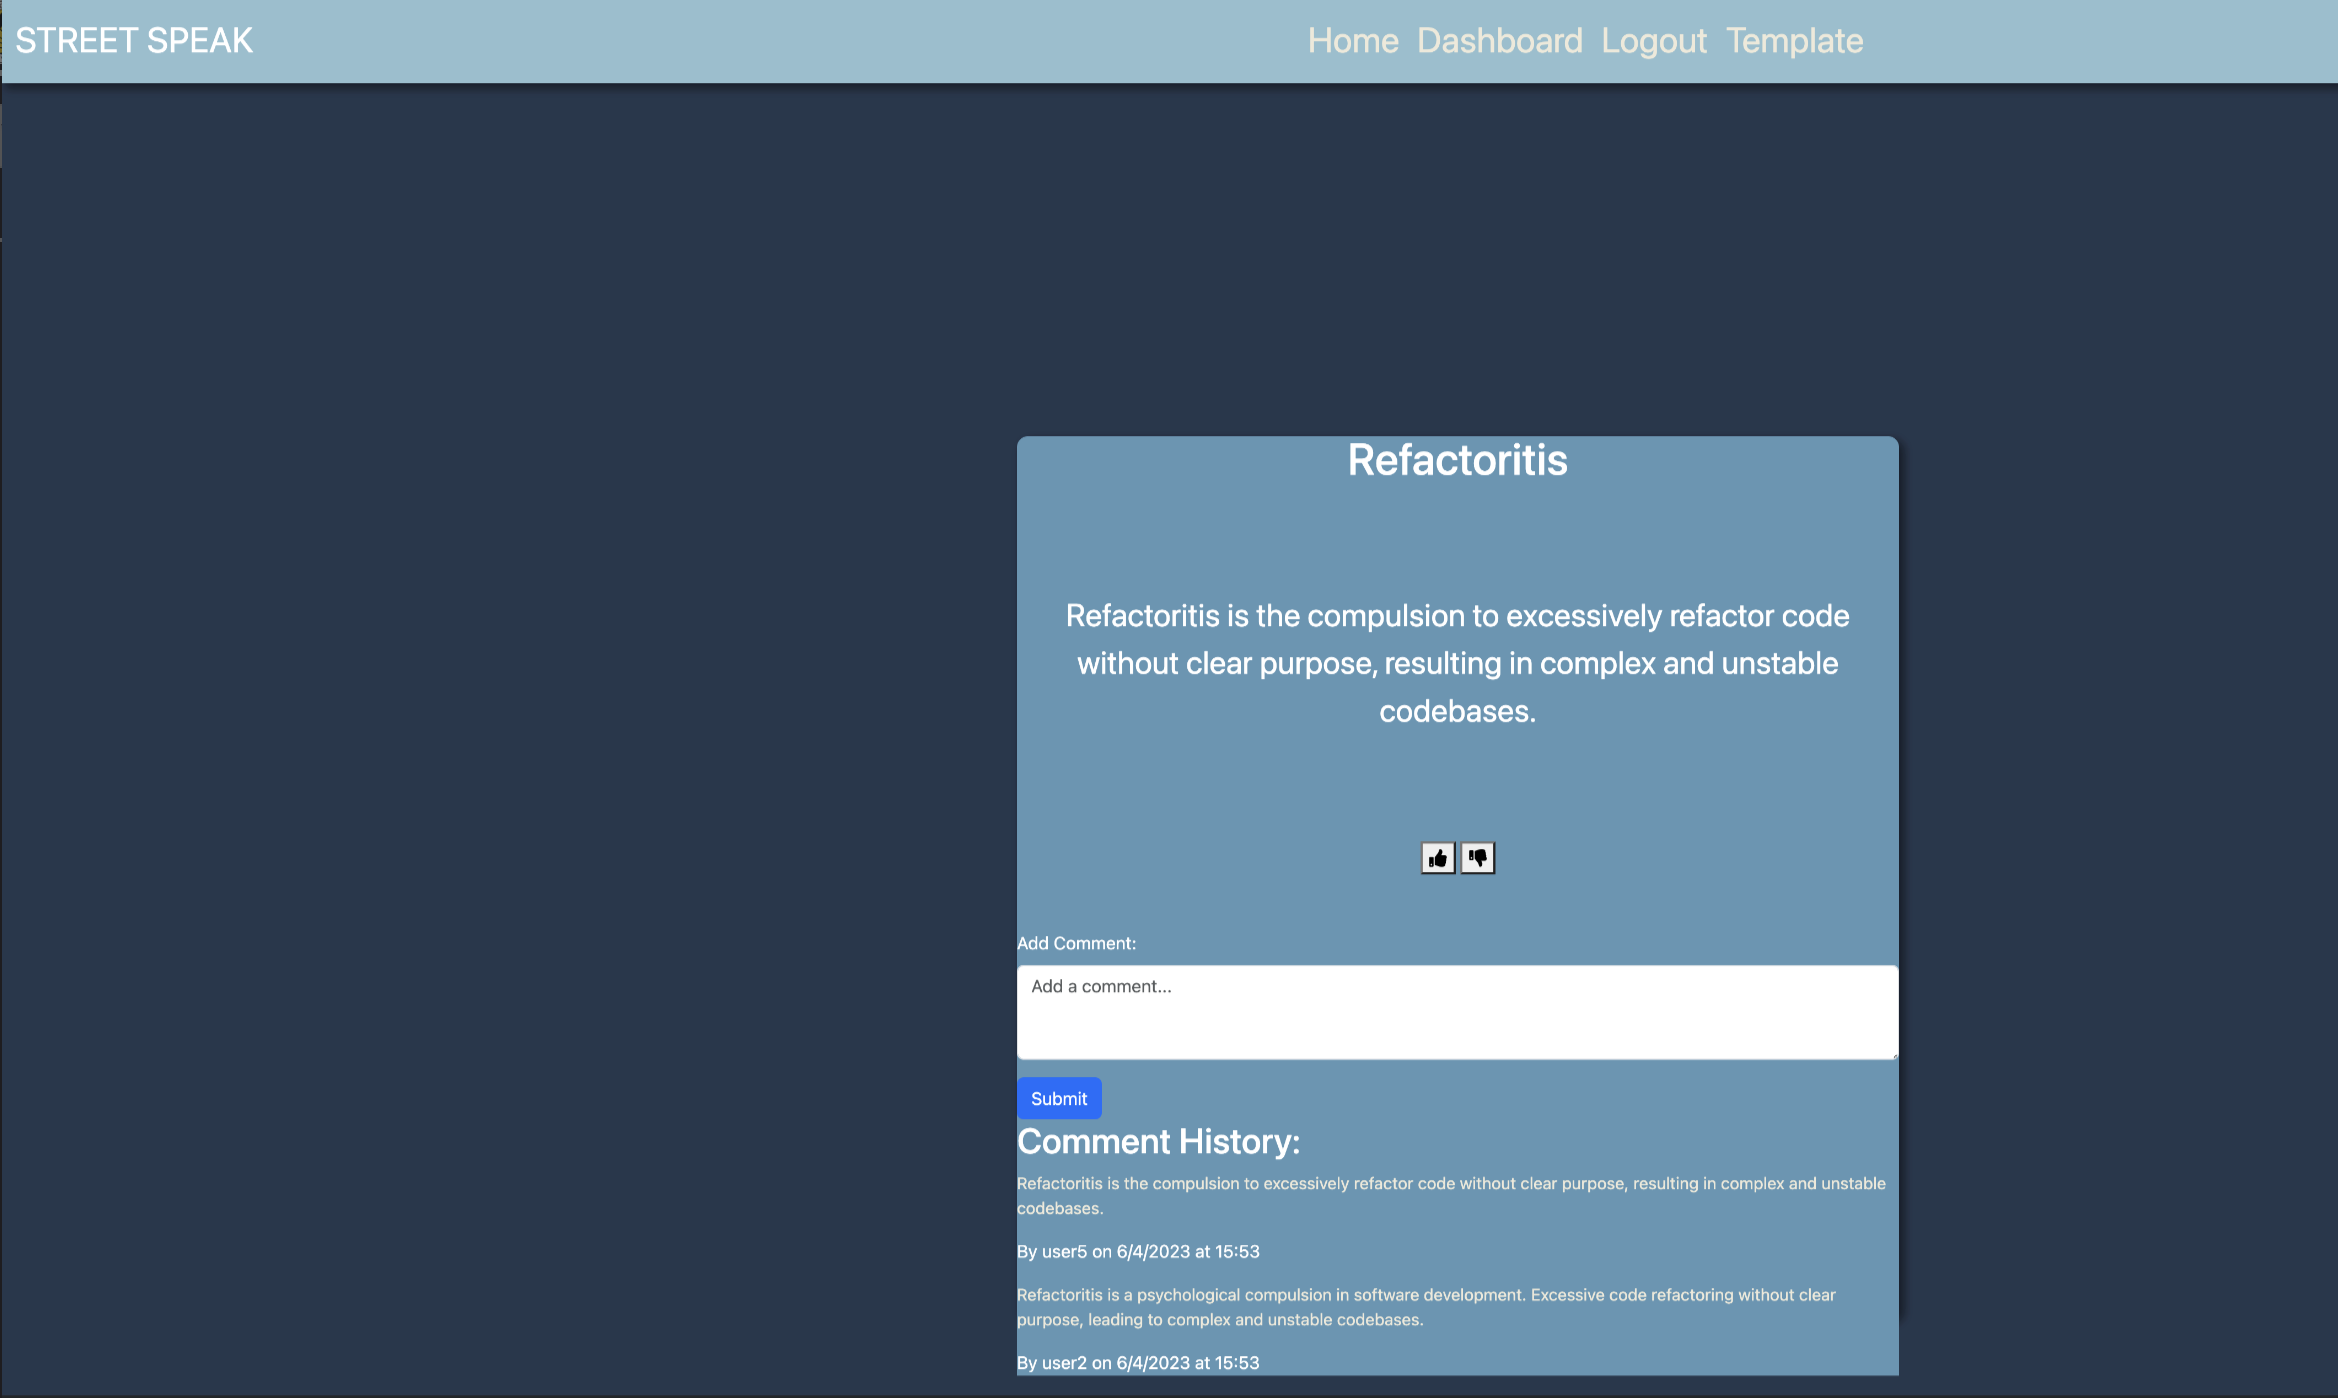 STREET SPEAK
Home Dashboard Logout Template
Refactoritis
Refactoritis is the compulsion to excessively refactor code
without clear purpose, resulting in complex and unstable
codebases.
Add Comment:
Add a comment...
Submit
Comment History:
Refactoritis is the compulsion to excessively refactor code without clear purpose, resulting in complex and unstable
codebases.
By user5 on 6/4/2023 at 15:53
Refactoritis is a psychological compulsion in software development. Excessive code refactoring without clear
purpose, leading to complex and unstable codebases.
By user2 on 6/4/2023 at 15:53